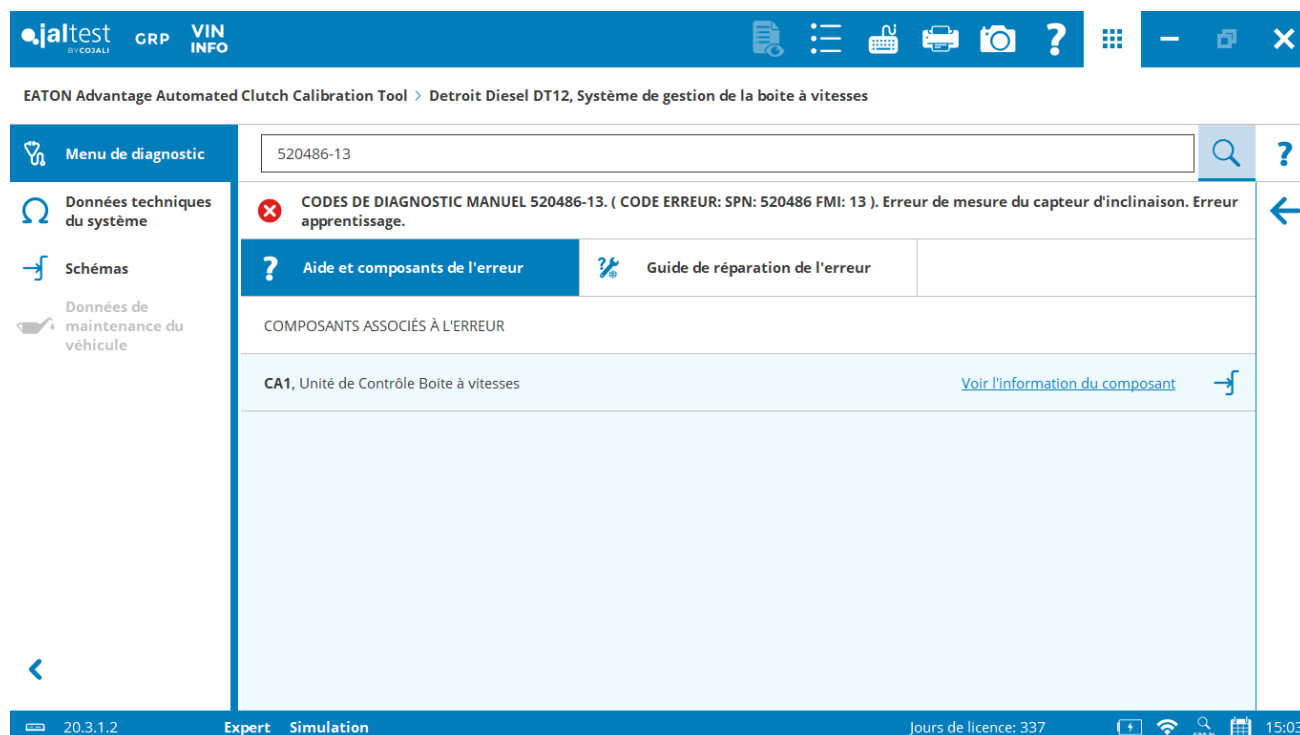 jaltest
BY COJALI
GRP
VIN
INFO
?
EATON Advantage Automated Clutch Calibration Tool > Detroit Diesel DT12, Système de gestion de la boite à vitesses
Menu de diagnostic
520486-13
?
Données techniques
du système
CODES DE DIAGNOSTIC MANUEL 520486-13. ( CODE ERREUR: SPN: 520486 FMI: 13 ). Erreur de mesure du capteur d'inclinaison. Erreur
apprentissage.
Schémas
? Aide et composants de l'erreur
Guide de réparation de l'erreur
Données de
maintenance du
véhicule
COMPOSANTS ASSOCIÉS À L'ERREUR
CA1, Unité de Contrôle Boite à vitesses
Voir l'information du composant
20.3.1.2
Expert Simulation
Jours de licence: 337
15:03